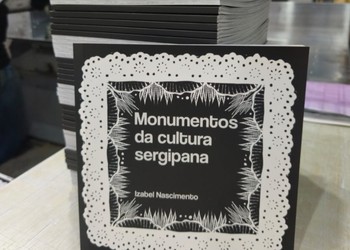 Monumentos
da cultura
sergipana
Izabel Nascimento